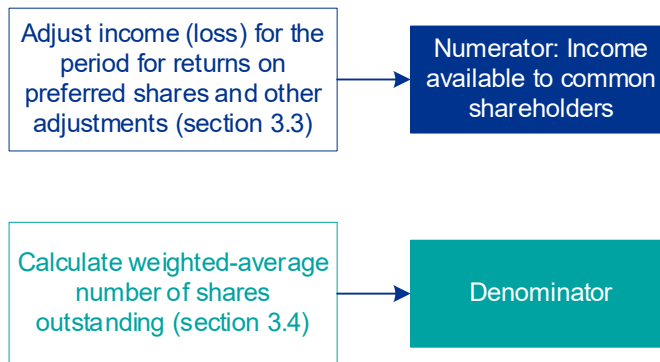 Adjust income (loss) for the
period for returns on
preferred shares and other
adjustments (section 3.3)
Numerator: Income
available to common
shareholders
Calculate weighted-average
number of shares
outstanding (section 3.4)
Denominator